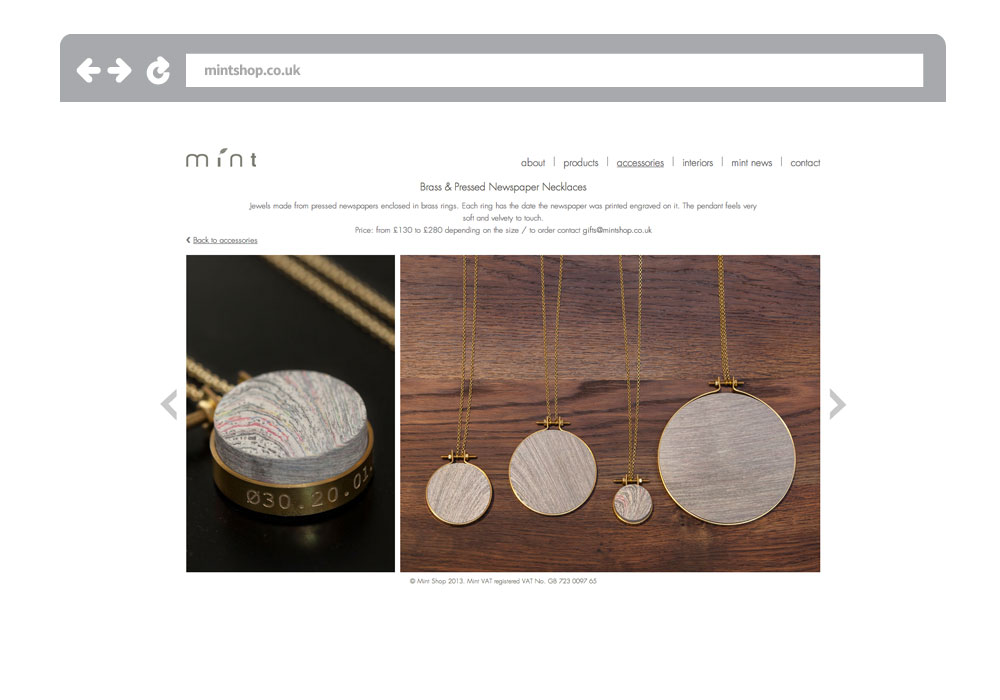 mintshop.co.uk
mint
about | products | accessories | interiors | mint news | contact
Brass & Pressed Newspaper Necklaces
Jewels made from pressed newspapers enclosed in brass rings. Each ring has the date the newspaper was printed engraved on it. The pendant feels very
soft and velvety to touch.
Price: from £130 to £280 depending on the size / to order contact gifts@mintshop.co.uk
Back to accessories
Ø30.20.01.
© Mint Shop 2013. Mint VAT registered VAT No. GB 723 0097 65